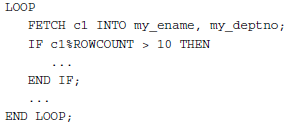 LOOP
FETCH c1 INTO my_ename, my_deptno;
IF c1%ROWCOUNT > 10 THEN
...
END IF;
...
END LOOP;